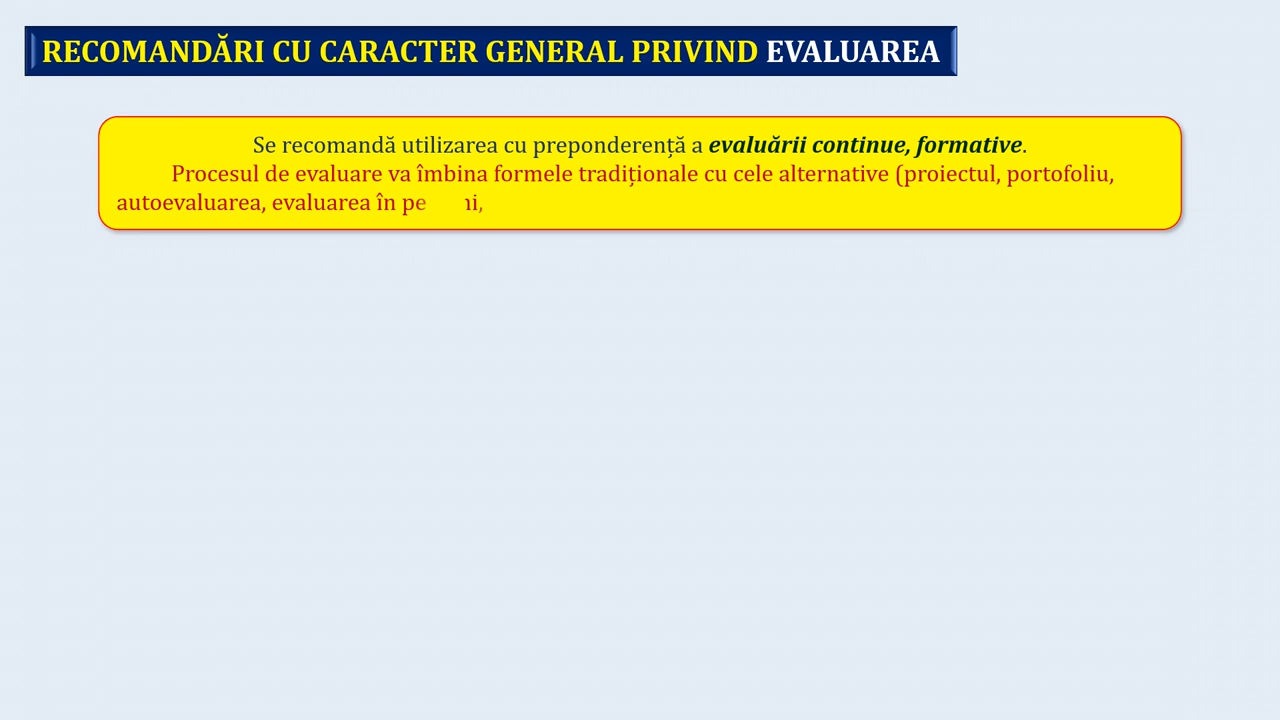 RECOMANDĂRI CU CARACTER GENERAL PRIVIND EVALUAREA
Se recomandă utilizarea cu preponderență a evaluării continue, formative.
Procesul de evaluare va îmbina formele tradiționale cu cele alternative (proiectul, portofoliu,
autoevaluarea, evaluarea în